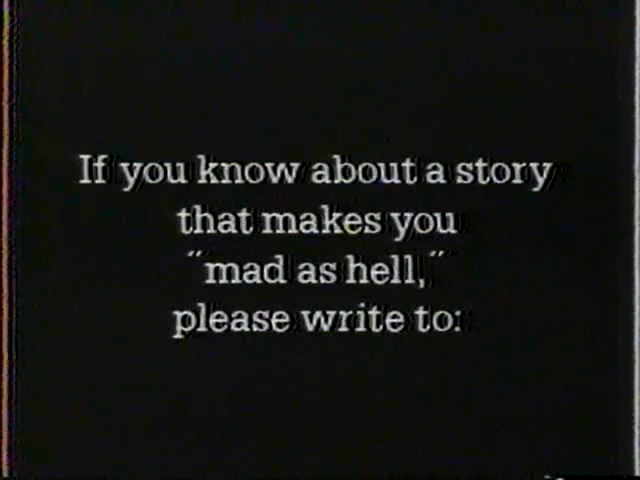 If you know about a story
that makes you
"mad as hell,"
please write to: